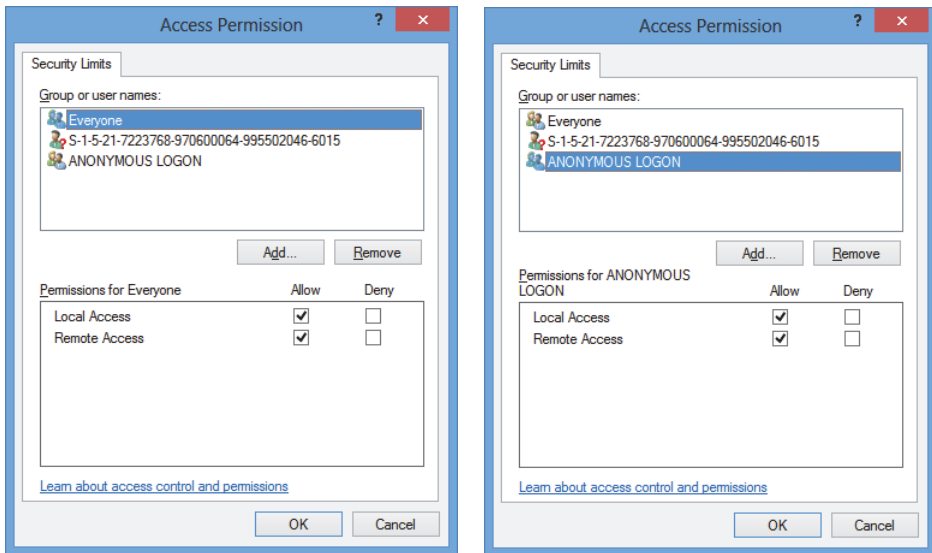 Access Permission
?
Security Limits
Group or user names:
Everyone
S-1-5-21-7223768-970600064-995502046-6015
ANONYMOUS LOGON
Add...
Remove
Permissions for Everyone Allow Deny
Local Access
Remote Access
Learn about access control and permissions
OK
Cancel
Access Permission
?
Security Limits
Group or user names:
Everyone
S-1-5-21-7223768-970600064-995502046-6015
ANONYMOUS LOGON
Add...
Remove
Permissions for ANONYMOUS
LOGON Allow Deny
Local Access
Remote Access
Learn about access control and permissions
OK
Cancel